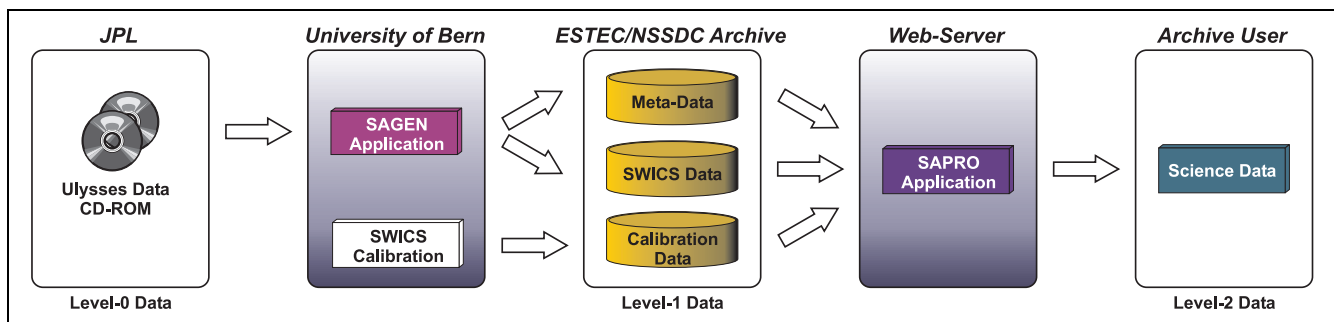 JPL
Ulysses Data
CD-ROM
Level-0 Data
University of Bern
SAGEN
Application
SWICS
Calibration
ESTEC/NSSDC Archive
Meta-Data
SWICS Data
Calibration
Data
Level-1 Data
Web-Server
SAPRO
Application
Archive User
Science Data
Level-2 Data